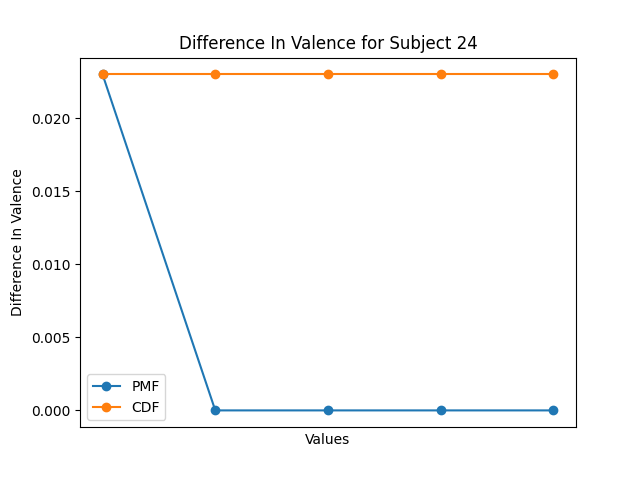 Difference In Valence for Subject 24
0.020
0.015
0.010
0.005
0.000
Difference In Valence
PMF
CDF
Values